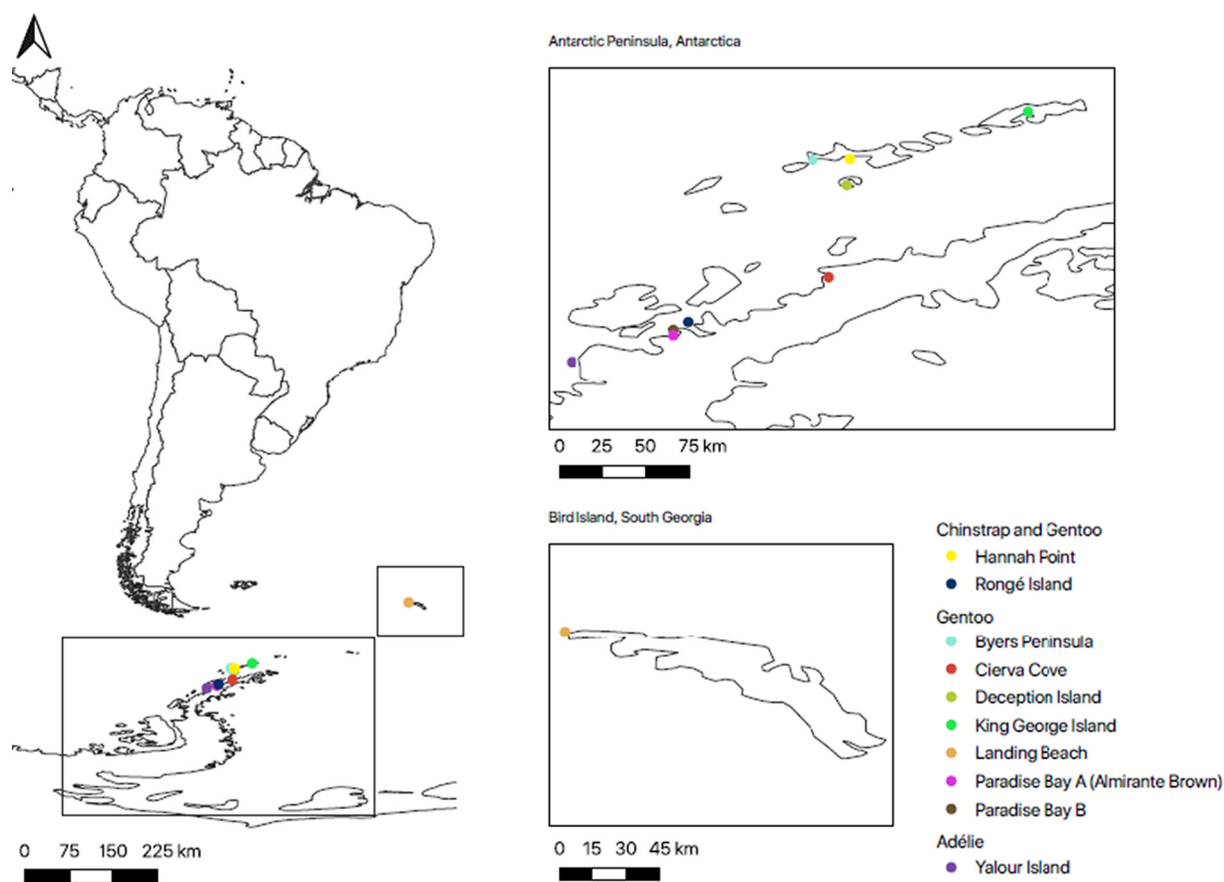 Antarctic Peninsula, Antarctica
0 25 50 75 km
Bird Island, South Georgia
Chinstrap and Gentoo
Hannah Point
Rongé Island
Gentoo
Byers Peninsula
Cierva Cove
Deception Island
King George Island
Landing Beach
Paradise Bay A (Almirante Brown)
Paradise Bay B
Adélie
Yalour Island
0 75 150 225 km
0 15 30 45 km